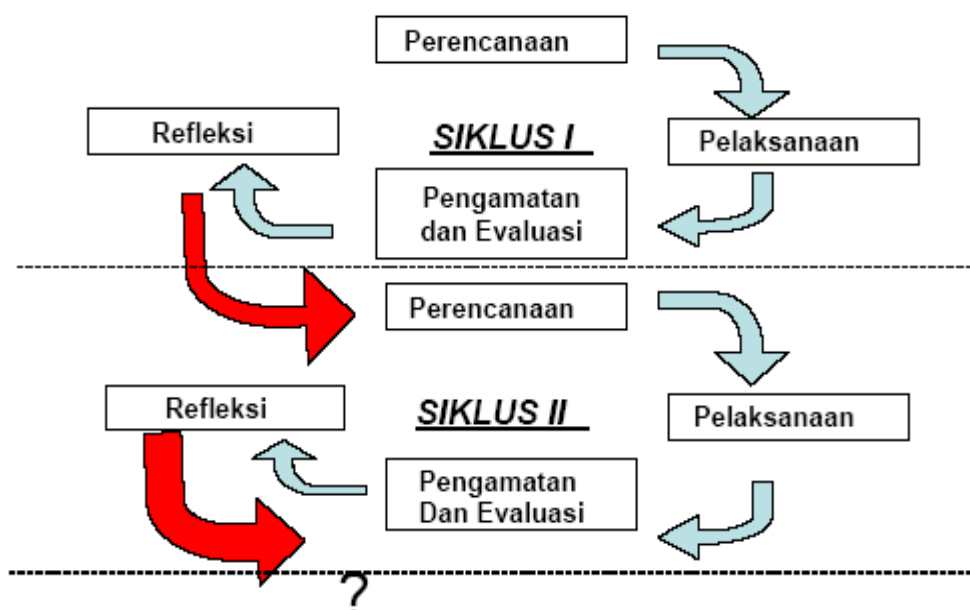 Perencanaan
Refleksi
SIKLUS I
Pelaksanaan
Pengamatan
dan Evaluasi
Perencanaan
Refleksi
SIKLUS II
Pelaksanaan
Pengamatan
Dan Evaluasi
?